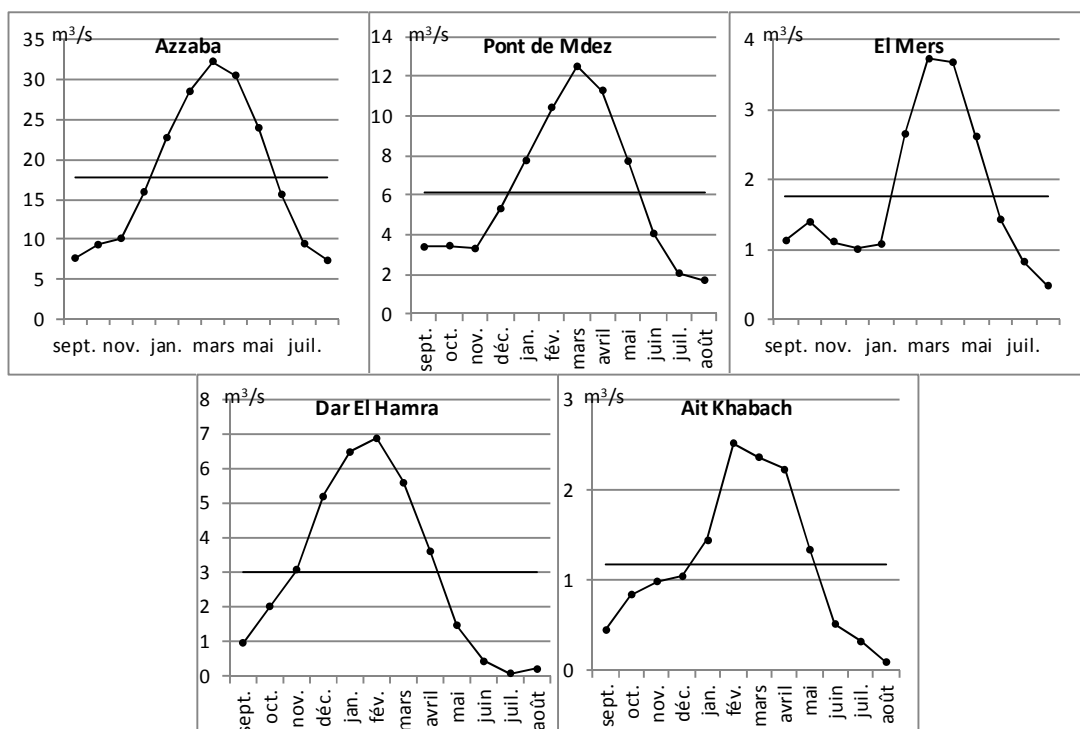 m³/s
Azzaba
35
30
25
20
15
10
5
0
sept. nov. jan. mars mai juil.
m³/s
Pont de Mdez
14
12
10
8
6
4
2
0
sept.
oct.
nov.
déc.
jan.
fév.
mars
avril
mai
juin
juil.
août
m³/s
El Mers
4
3
2
1
0
sept. nov. jan. mars mai juil.
m³/s
Dar El Hamra
8
7
6
5
4
3
2
1
0
sept.
oct.
nov.
déc.
jan.
fév.
mars
avril
mai
juin
juil.
août
m³/s
Ait Khabach
3
2
1
0
sept.
oct.
nov.
déc.
jan.
fév.
mars
avril
mai
juin
juil.
août